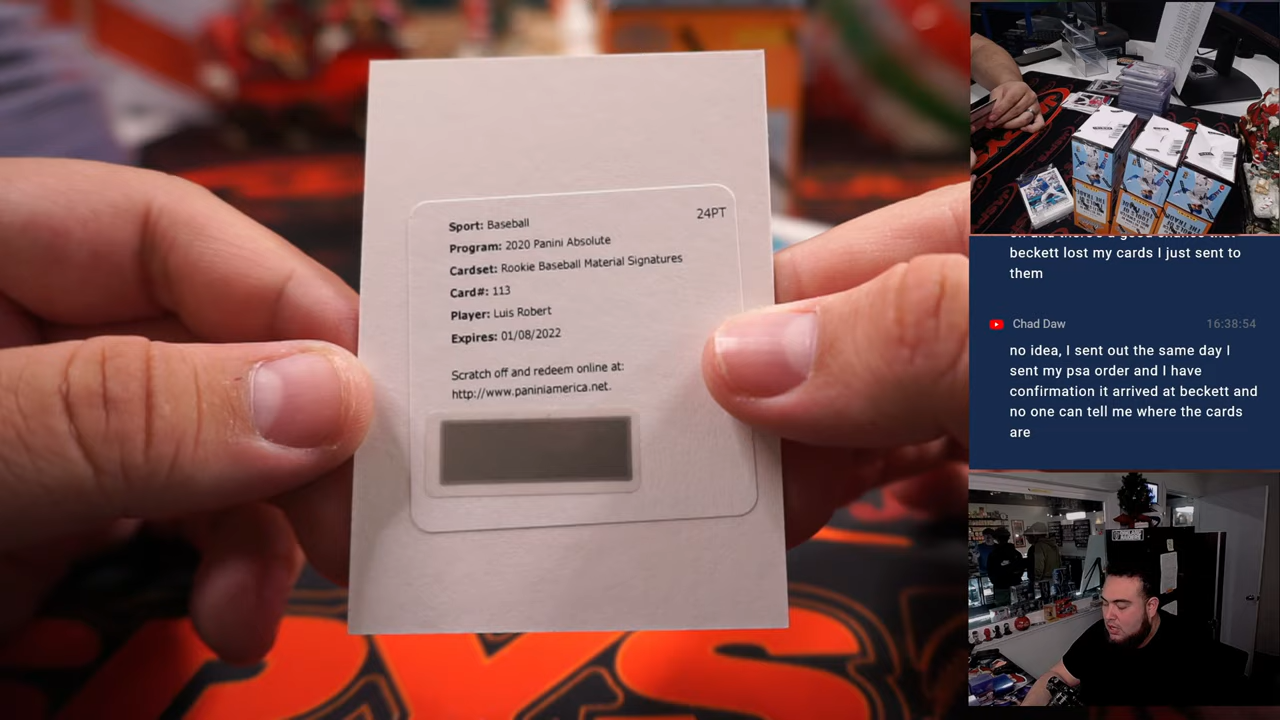 24PT
Sport: Baseball
Program: 2020 Panini Absolute
Cardset: Rookie Baseball Material Signatures
Card#: 113
Player: Luis Robert
Expires: 01/08/2022
Scratch off and redeem online at:
http://www.paniniamerica.net.
beckett lost my cards I just sent to
them
Chad Daw
16:38:54
no idea, I sent out the same day I
sent my psa order and I have
confirmation it arrived at beckett and
no one can tell me where the cards
are